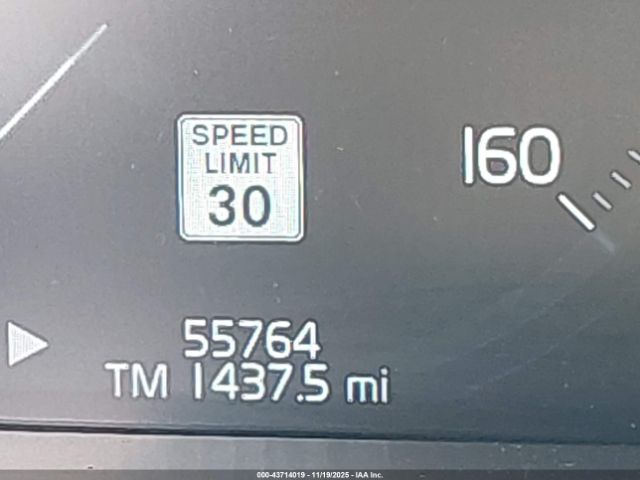 SPEED
LIMIT
30
160
55764
TM 1437.5 mi
000-43714019 - 11/19/2025 - IAA Inc.